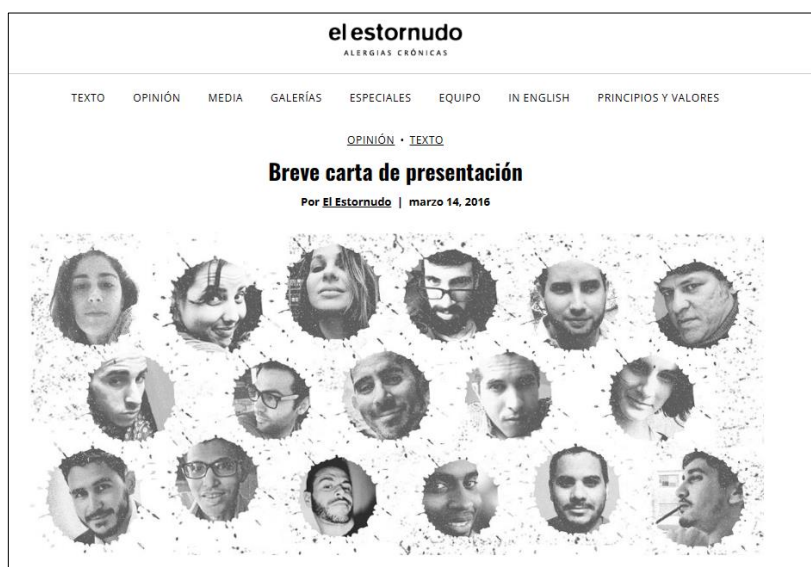 el estornudo
ALERGIAS CRÓNICAS
TEXTO OPINIÓN MEDIA GALERÍAS ESPECIALES EQUIPO IN ENGLISH PRINCIPIOS Y VALORES
OPINIÓN • TEXTO
Breve carta de presentación
Por El Estornudo | marzo 14, 2016